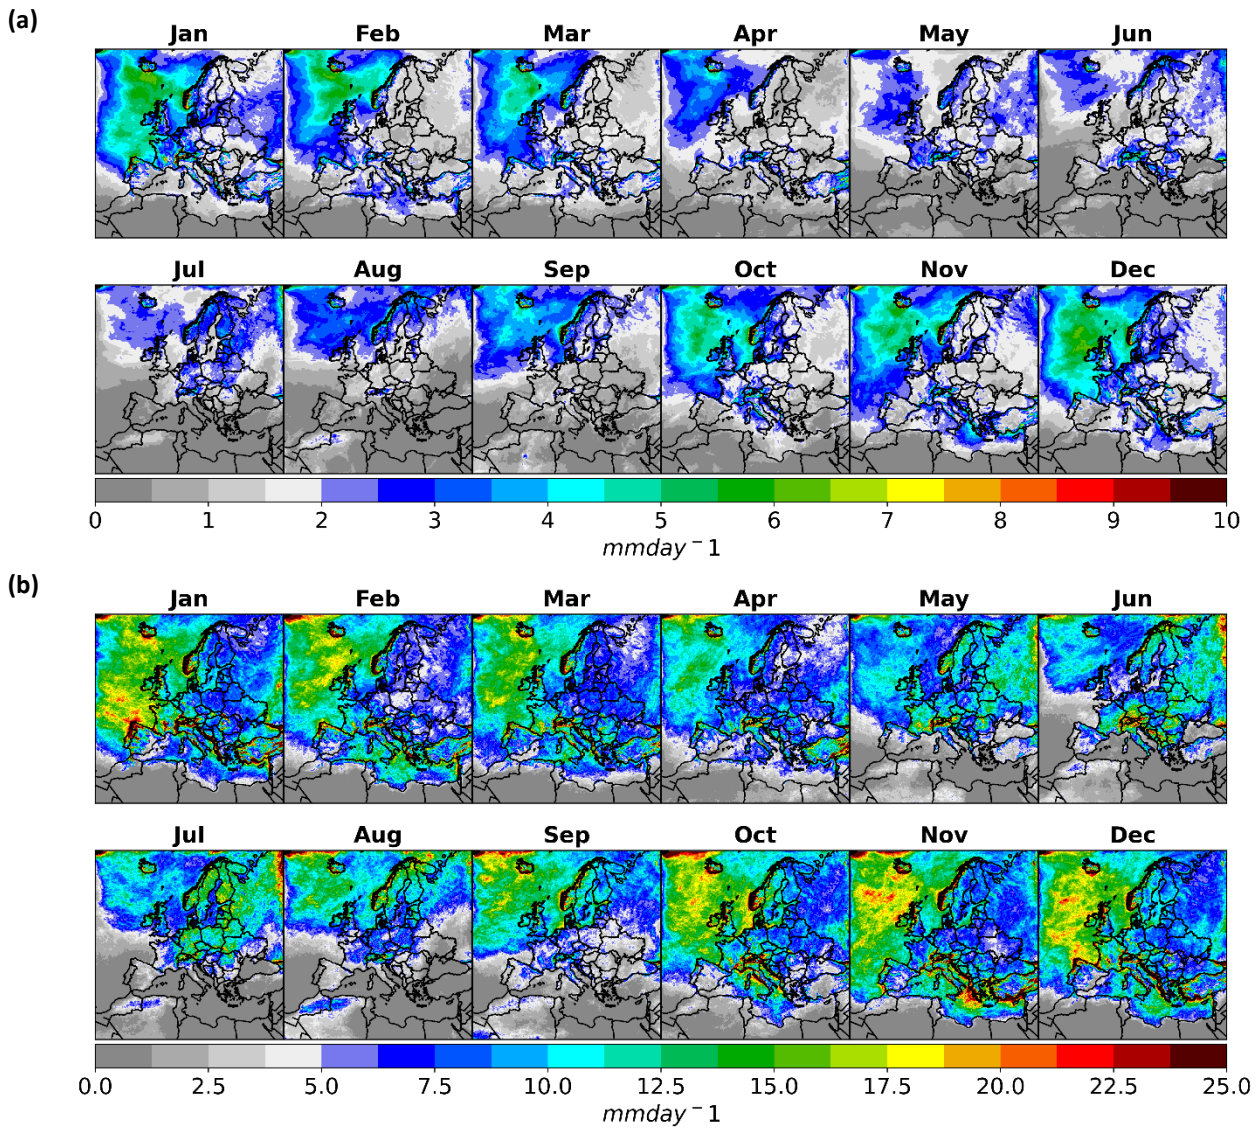 (a)
Jan Feb Mar Apr May Jun
Jul Aug Sep Oct Nov Dec
0 1 2 3 4 5 6 7 8 9 10
mmday⁻1
(b)
Jan Feb Mar Apr May Jun
Jul Aug Sep Oct Nov Dec
0.0 2.5 5.0 7.5 10.0 12.5 15.0 17.5 20.0 22.5 25.0
mmday⁻1